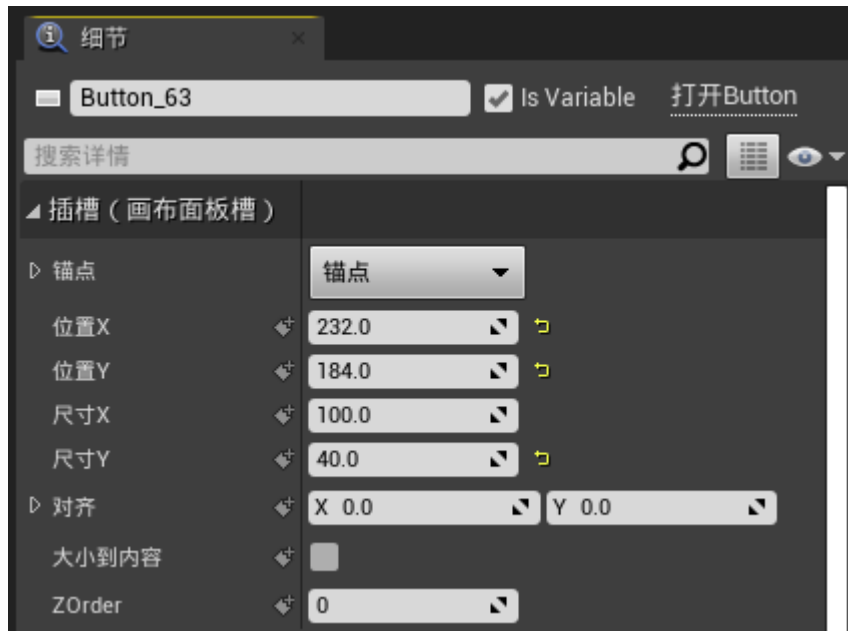 细节
Button_63 Is Variable 打开Button
搜索详情
插槽（画布面板槽）
锚点 锚点
位置X 232.0
位置Y 184.0
尺寸X 100.0
尺寸Y 40.0
对齐 X 0.0 Y 0.0
大小到内容
ZOrder 0